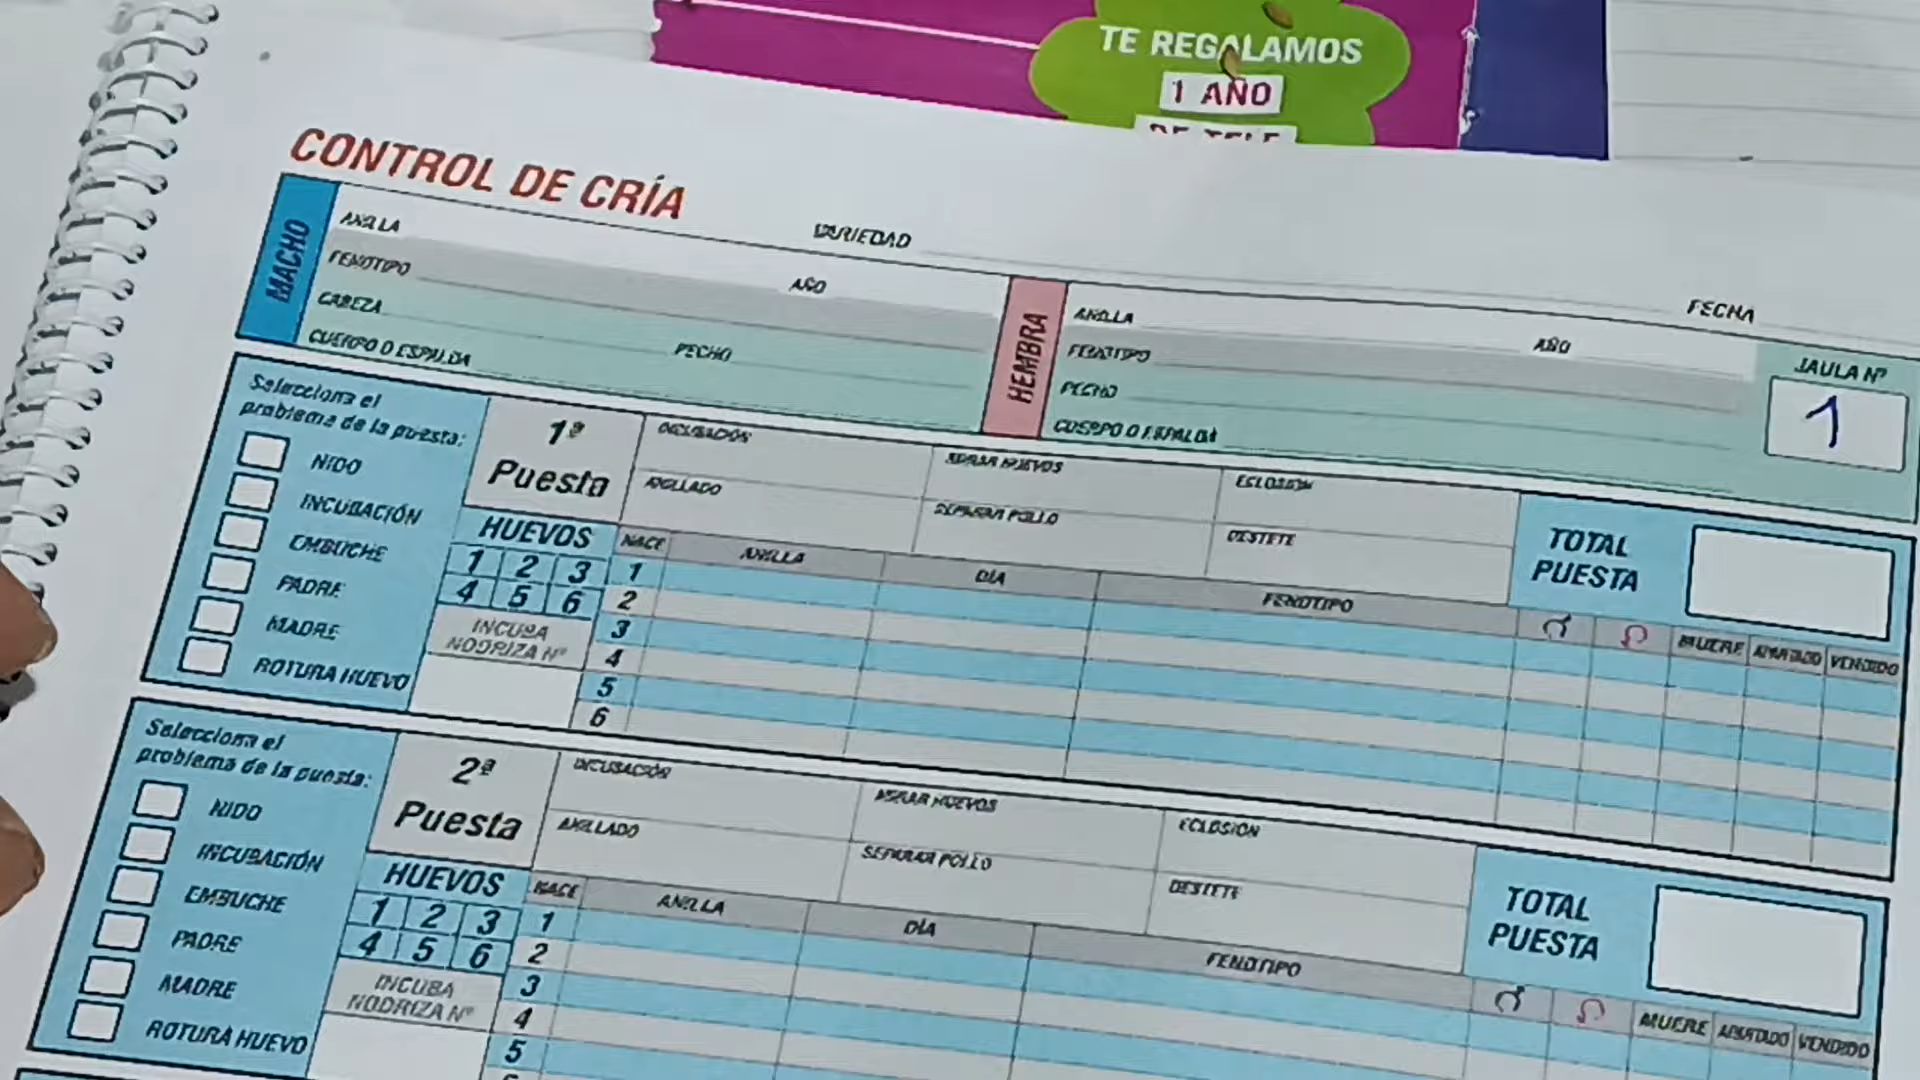 TE REGALAMOS
1 AÑO
DE TELE
CONTROL DE CRÍA
VARIEDAD
FECHA
MACHO
ANILLA
AÑO
FENOTIPO
CABEZA
PECHO
CUERPO O ESPALDA
HEMBRA
ANILLA
AÑO
FENOTIPO
PECHO
CUERPO O ESPALDA
JAULA Nº
1
Selecciona el
problema de la puesta:
NIDO
INCUBACIÓN
EMBUCHE
PADRE
MADRE
ROTURA HUEVO
1ª
Puesta
INCUBACIÓN
MIRAR HUEVOS
ECLOSIÓN
ANILLADO
SEPARAR POLLO
DESTETE
TOTAL
PUESTA
HUEVOS
1 2 3
4 5 6
INCUBA
NODRIZA Nº
NACE ANILLA DÍA FENOTIPO ♂ ♀ MUERE APARTADO VENDIDO
1
2
3
4
5
6
Selecciona el
problema de la puesta:
NIDO
INCUBACIÓN
EMBUCHE
PADRE
MADRE
ROTURA HUEVO
2ª
Puesta
INCUBACIÓN
MIRAR HUEVOS
ECLOSIÓN
ANILLADO
SEPARAR POLLO
DESTETE
TOTAL
PUESTA
HUEVOS
1 2 3
4 5 6
INCUBA
NODRIZA Nº
NACE ANILLA DÍA FENOTIPO ♂ ♀ MUERE APARTADO VENDIDO
1
2
3
4
5